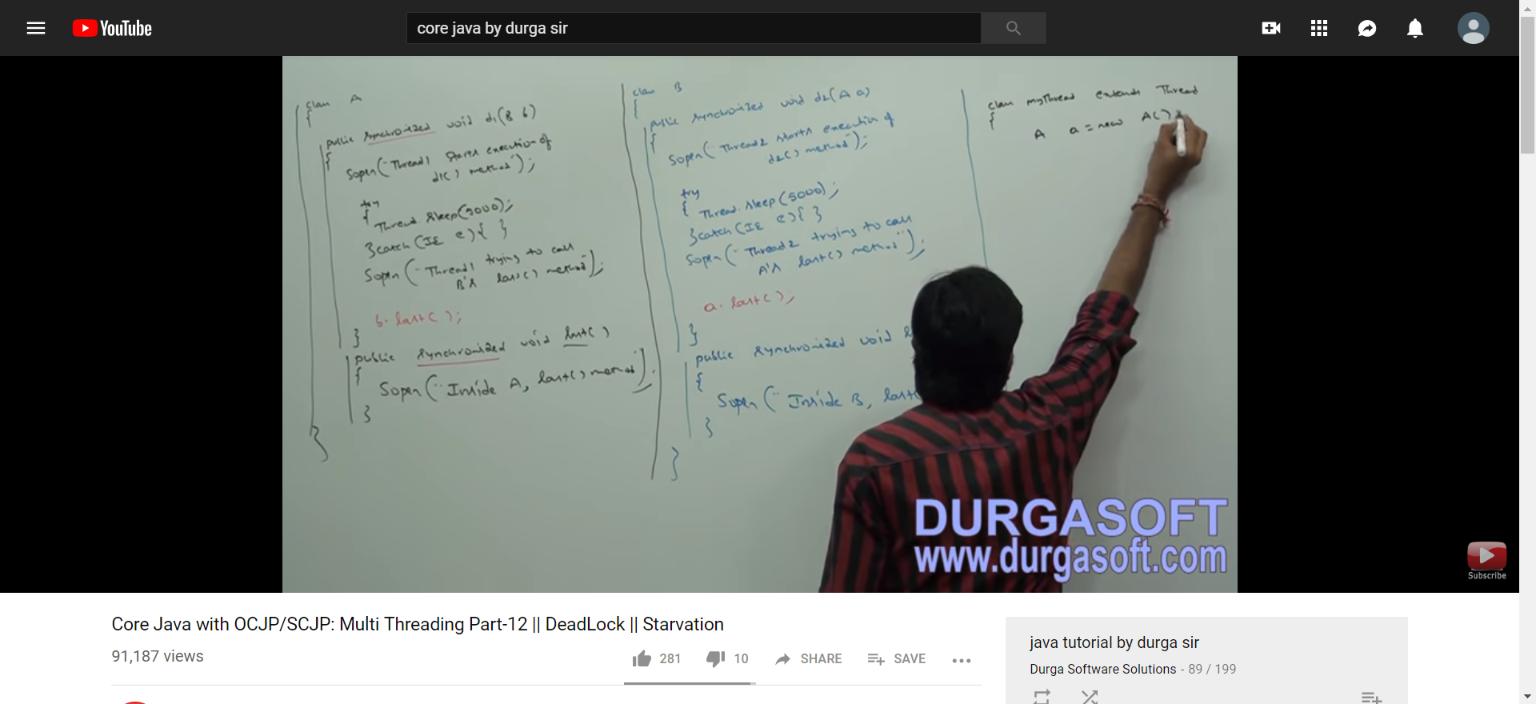 YouTube
core java by durga sir
class A
{
public synchronized void d1(B b)
{
Sopln("Thread1 starts execution of
d1() method");
try
{
Thread.sleep(5000);
}catch(IE e){ }
Sopln("Thread1 trying to call
B's last() method");
b.last();
}
public synchronized void last()
{
Sopln("Inside A, last() method");
}
}
class B
{
public synchronized void d2(A a)
{
Sopln("Thread2 starts execution of
d2() method");
try
{
Thread.sleep(5000);
}catch(IE e){ }
Sopln("Thread2 trying to call
A's last() method");
a.last();
}
public synchronized void
{
Sopln("Inside B,
}
}
class myThread extends Thread
{
A a = new A()
DURGASOFT
www.durgasoft.com
Subscribe
Core Java with OCJP/SCJP: Multi Threading Part-12 || DeadLock || Starvation
91,187 views
281 10 SHARE SAVE
java tutorial by durga sir
Durga Software Solutions - 89 / 199